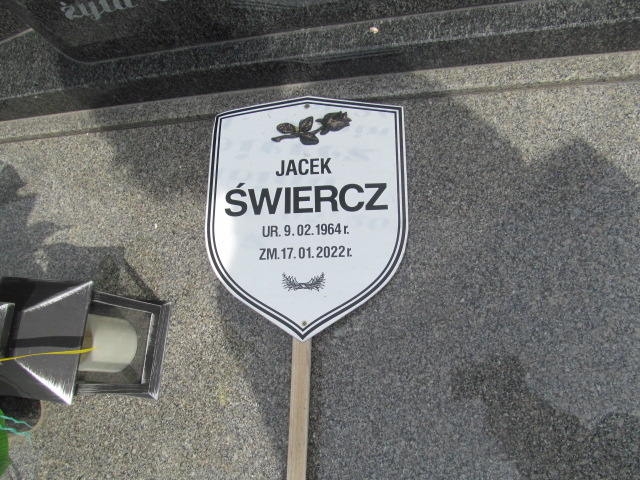 JACEK
ŚWIERCZ
UR. 9.02.1964 r.
ZM. 17.01.2022 r.